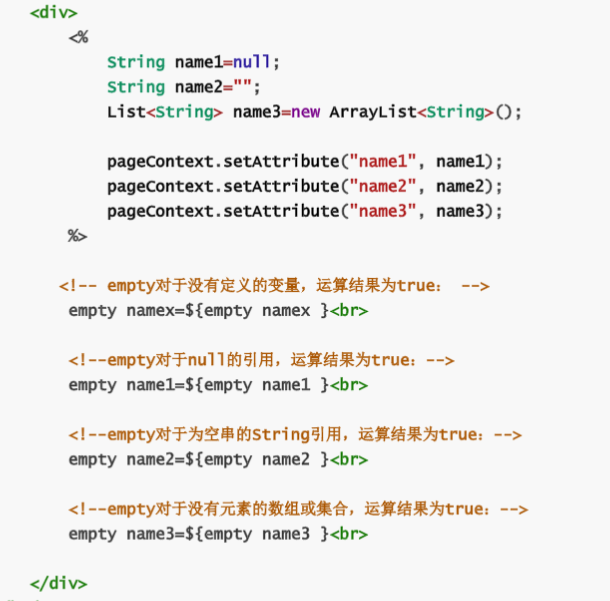 <div>
<%
String name1=null;
String name2="";
List<String> name3=new ArrayList<String>();
pageContext.setAttribute("name1", name1);
pageContext.setAttribute("name2", name2);
pageContext.setAttribute("name3", name3);
%>
<!-- empty对于没有定义的变量，运算结果为true： -->
empty namex=${empty namex }<br>
<!--empty对于null的引用，运算结果为true：-->
empty name1=${empty name1 }<br>
<!--empty对于为空串的String引用，运算结果为true：-->
empty name2=${empty name2 }<br>
<!--empty对于没有元素的数组或集合，运算结果为true：-->
empty name3=${empty name3 }<br>
</div>